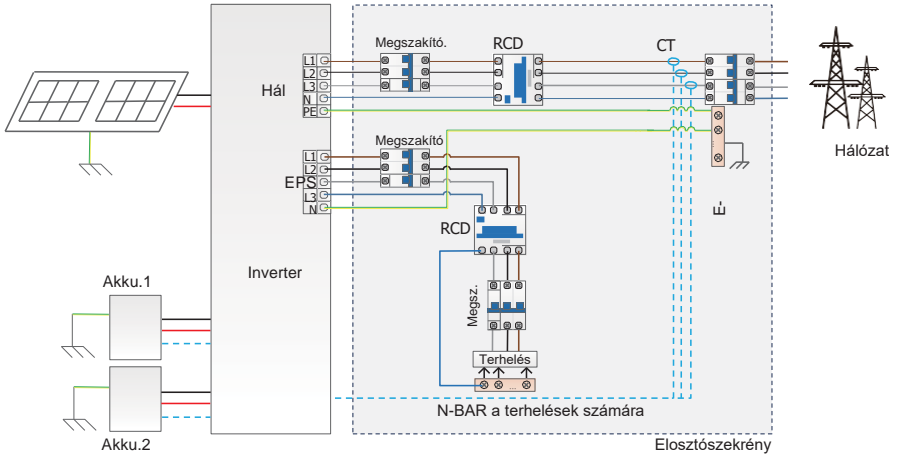 Megszakító.
RCD
CT
Hál
L1
L2
L3
N
PE
Hálózat
Megszakító
EPS
L1
L2
L3
N
RCD
E-
Inverter
Akku.1
Megsz.
Terhelés
...
N-BAR a terhelések számára
Akku.2
Elosztószekrény